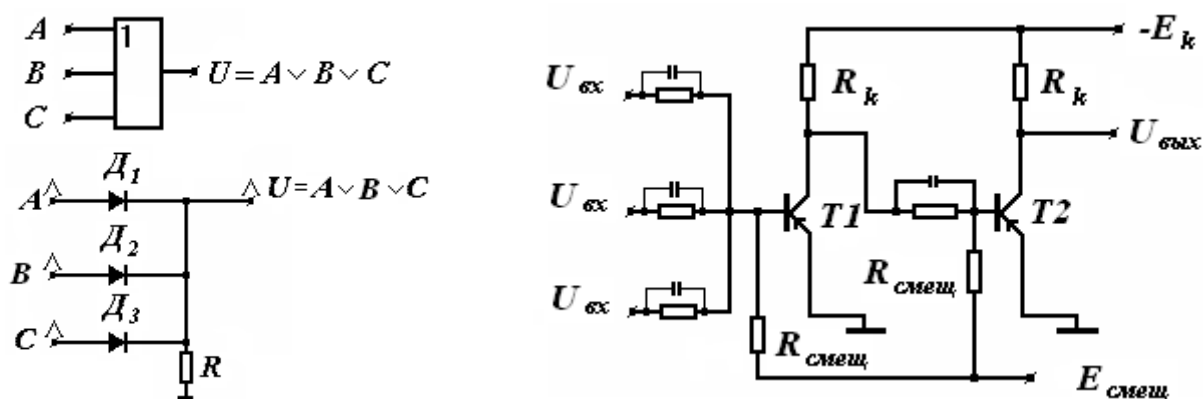 A
1
B
U = A ∨ B ∨ C
C
Д1
A
U = A ∨ B ∨ C
Д2
B
Д3
C
R
-Ek
Uвх
Rk
Rk
Uвых
Uвх
T1
T2
Rсмещ
Uвх
Rсмещ
Eсмещ